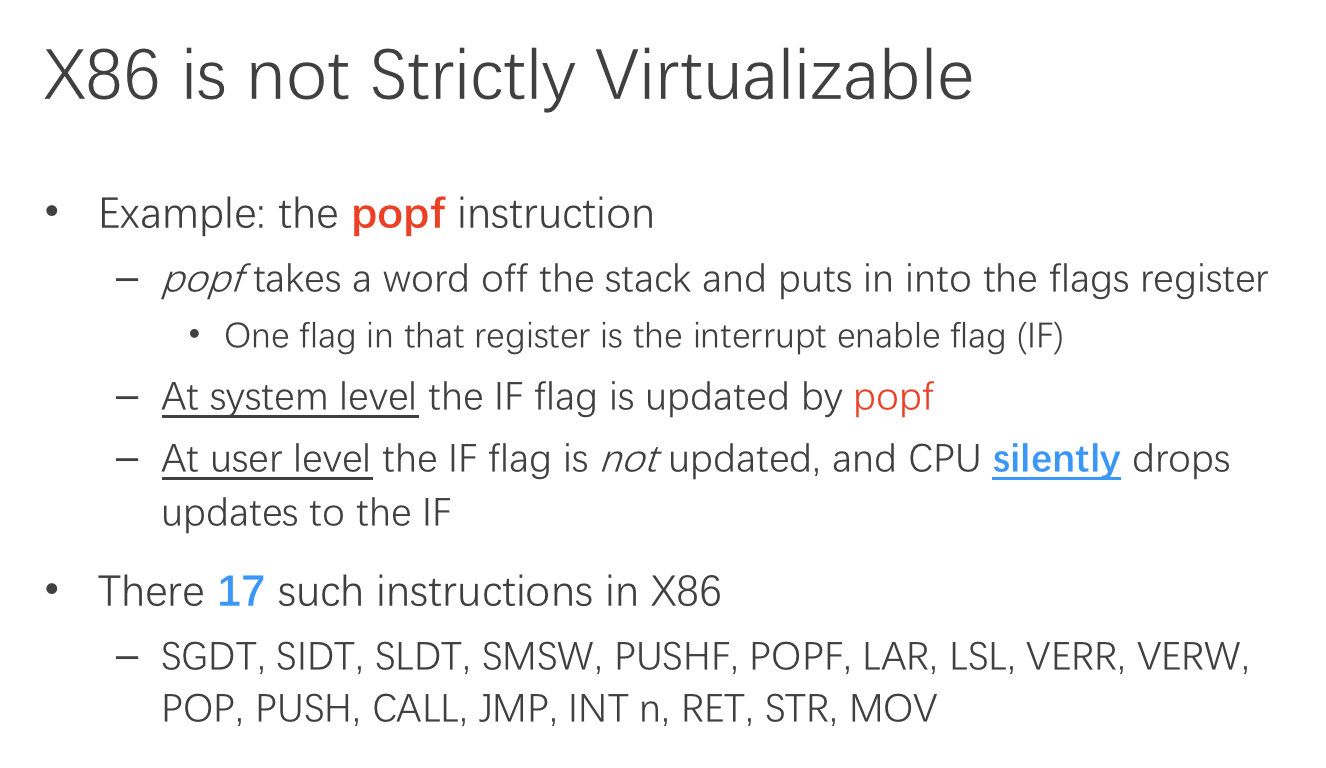 X86 is not Strictly Virtualizable
• Example: the popf instruction
– popf takes a word off the stack and puts in into the flags register
• One flag in that register is the interrupt enable flag (IF)
– At system level the IF flag is updated by popf
– At user level the IF flag is not updated, and CPU silently drops
updates to the IF
• There 17 such instructions in X86
– SGDT, SIDT, SLDT, SMSW, PUSHF, POPF, LAR, LSL, VERR, VERW,
POP, PUSH, CALL, JMP, INT n, RET, STR, MOV